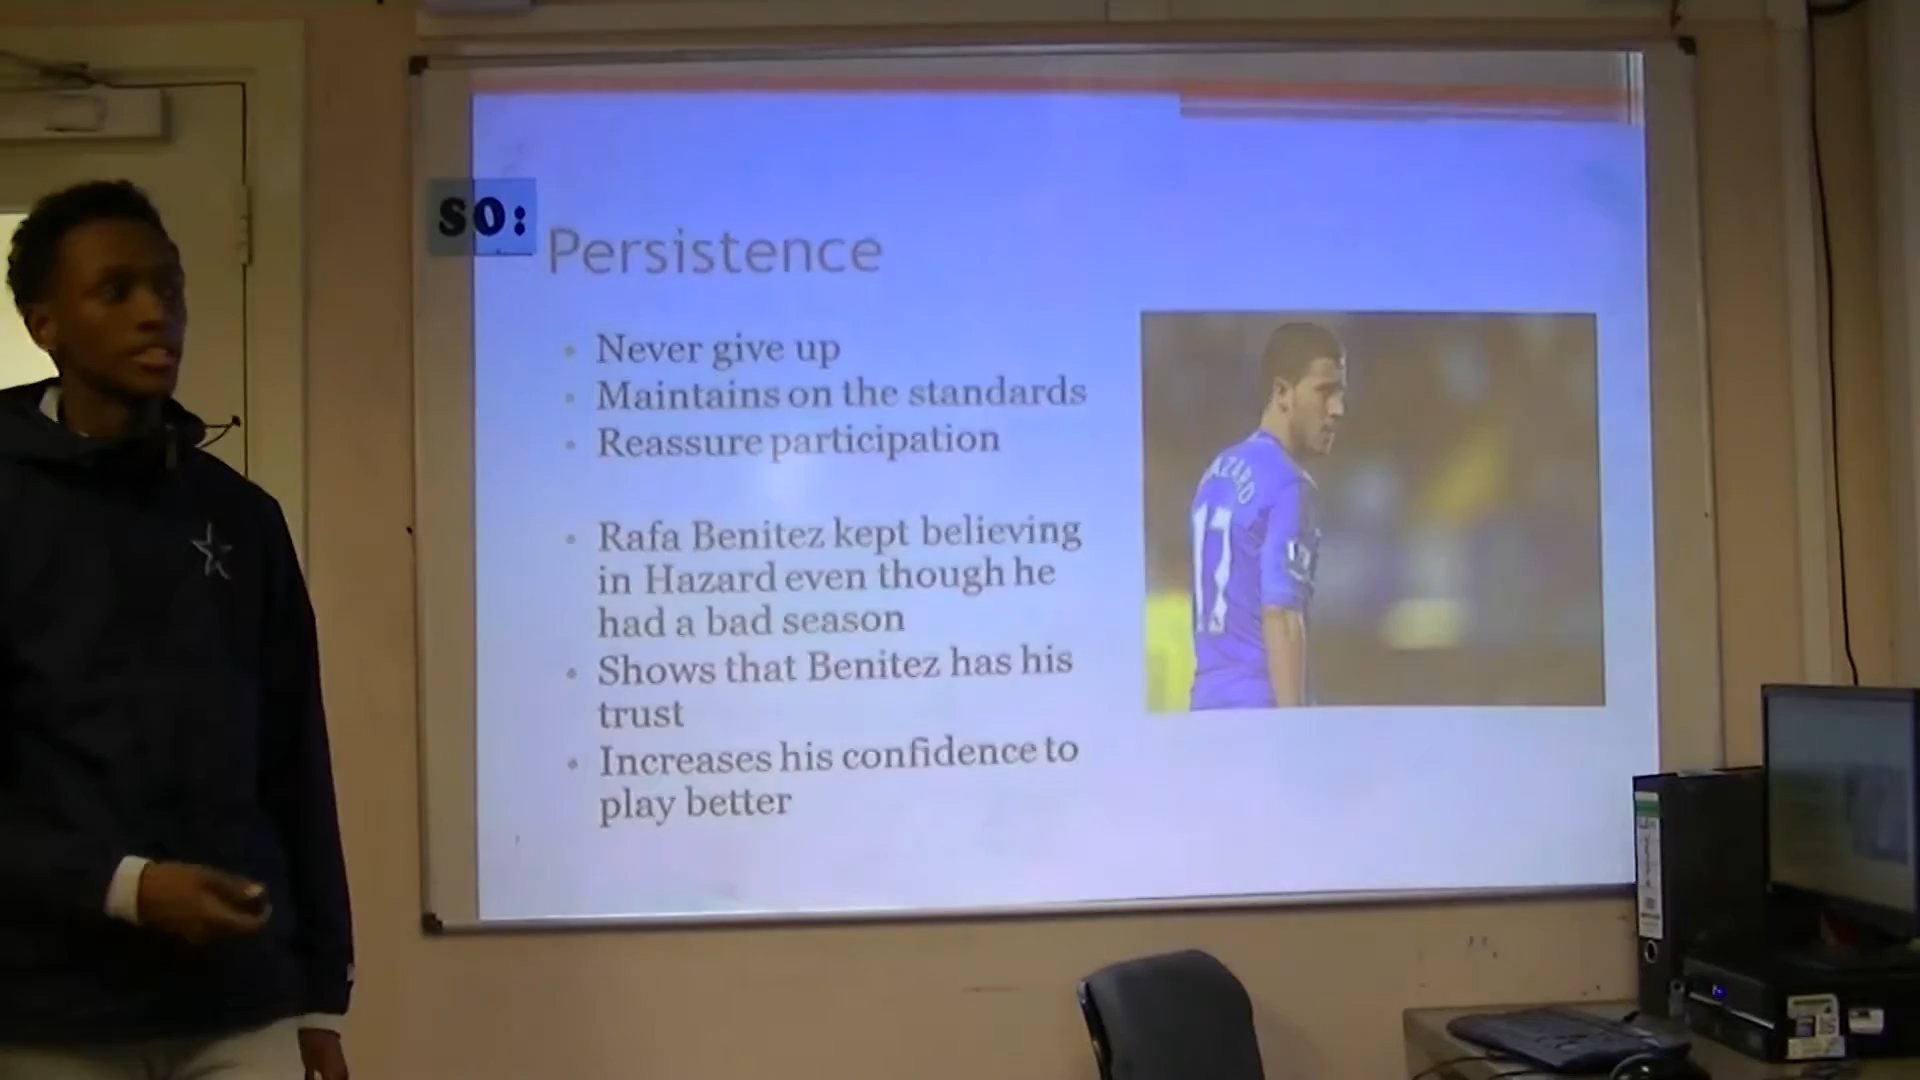 SO:
Persistence
Never give up
Maintains on the standards
Reassure participation
Rafa Benitez kept believing
in Hazard even though he
had a bad season
Shows that Benitez has his
trust
Increases his confidence to
play better
AZARD
17